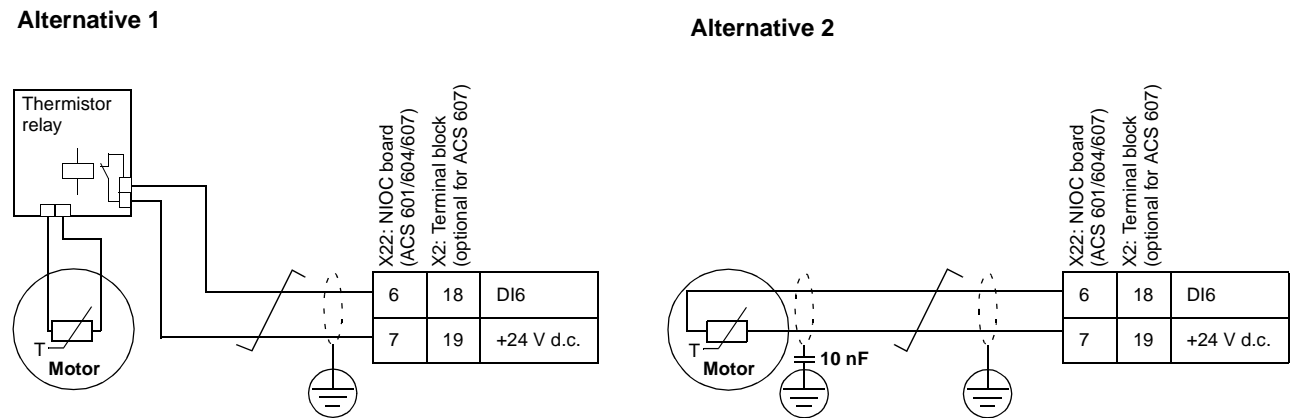 Alternative 1
Thermistor
relay
X22: NIOC board
(ACS 601/604/607)
X2: Terminal block
(optional for ACS 607)
6 18 DI6
7 19 +24 V d.c.
T
Motor
Alternative 2
X22: NIOC board
(ACS 601/604/607)
X2: Terminal block
(optional for ACS 607)
6 18 DI6
7 19 +24 V d.c.
T
Motor
10 nF